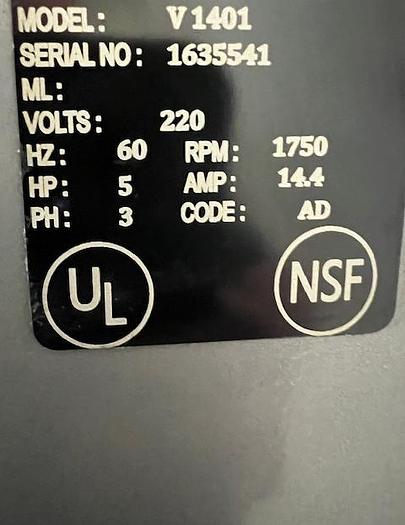 MODEL: V 1401
SERIAL NO: 1635541
ML:
VOLTS: 220
HZ: 60 RPM: 1750
HP: 5 AMP: 14.4
PH: 3 CODE: AD
UL NSF